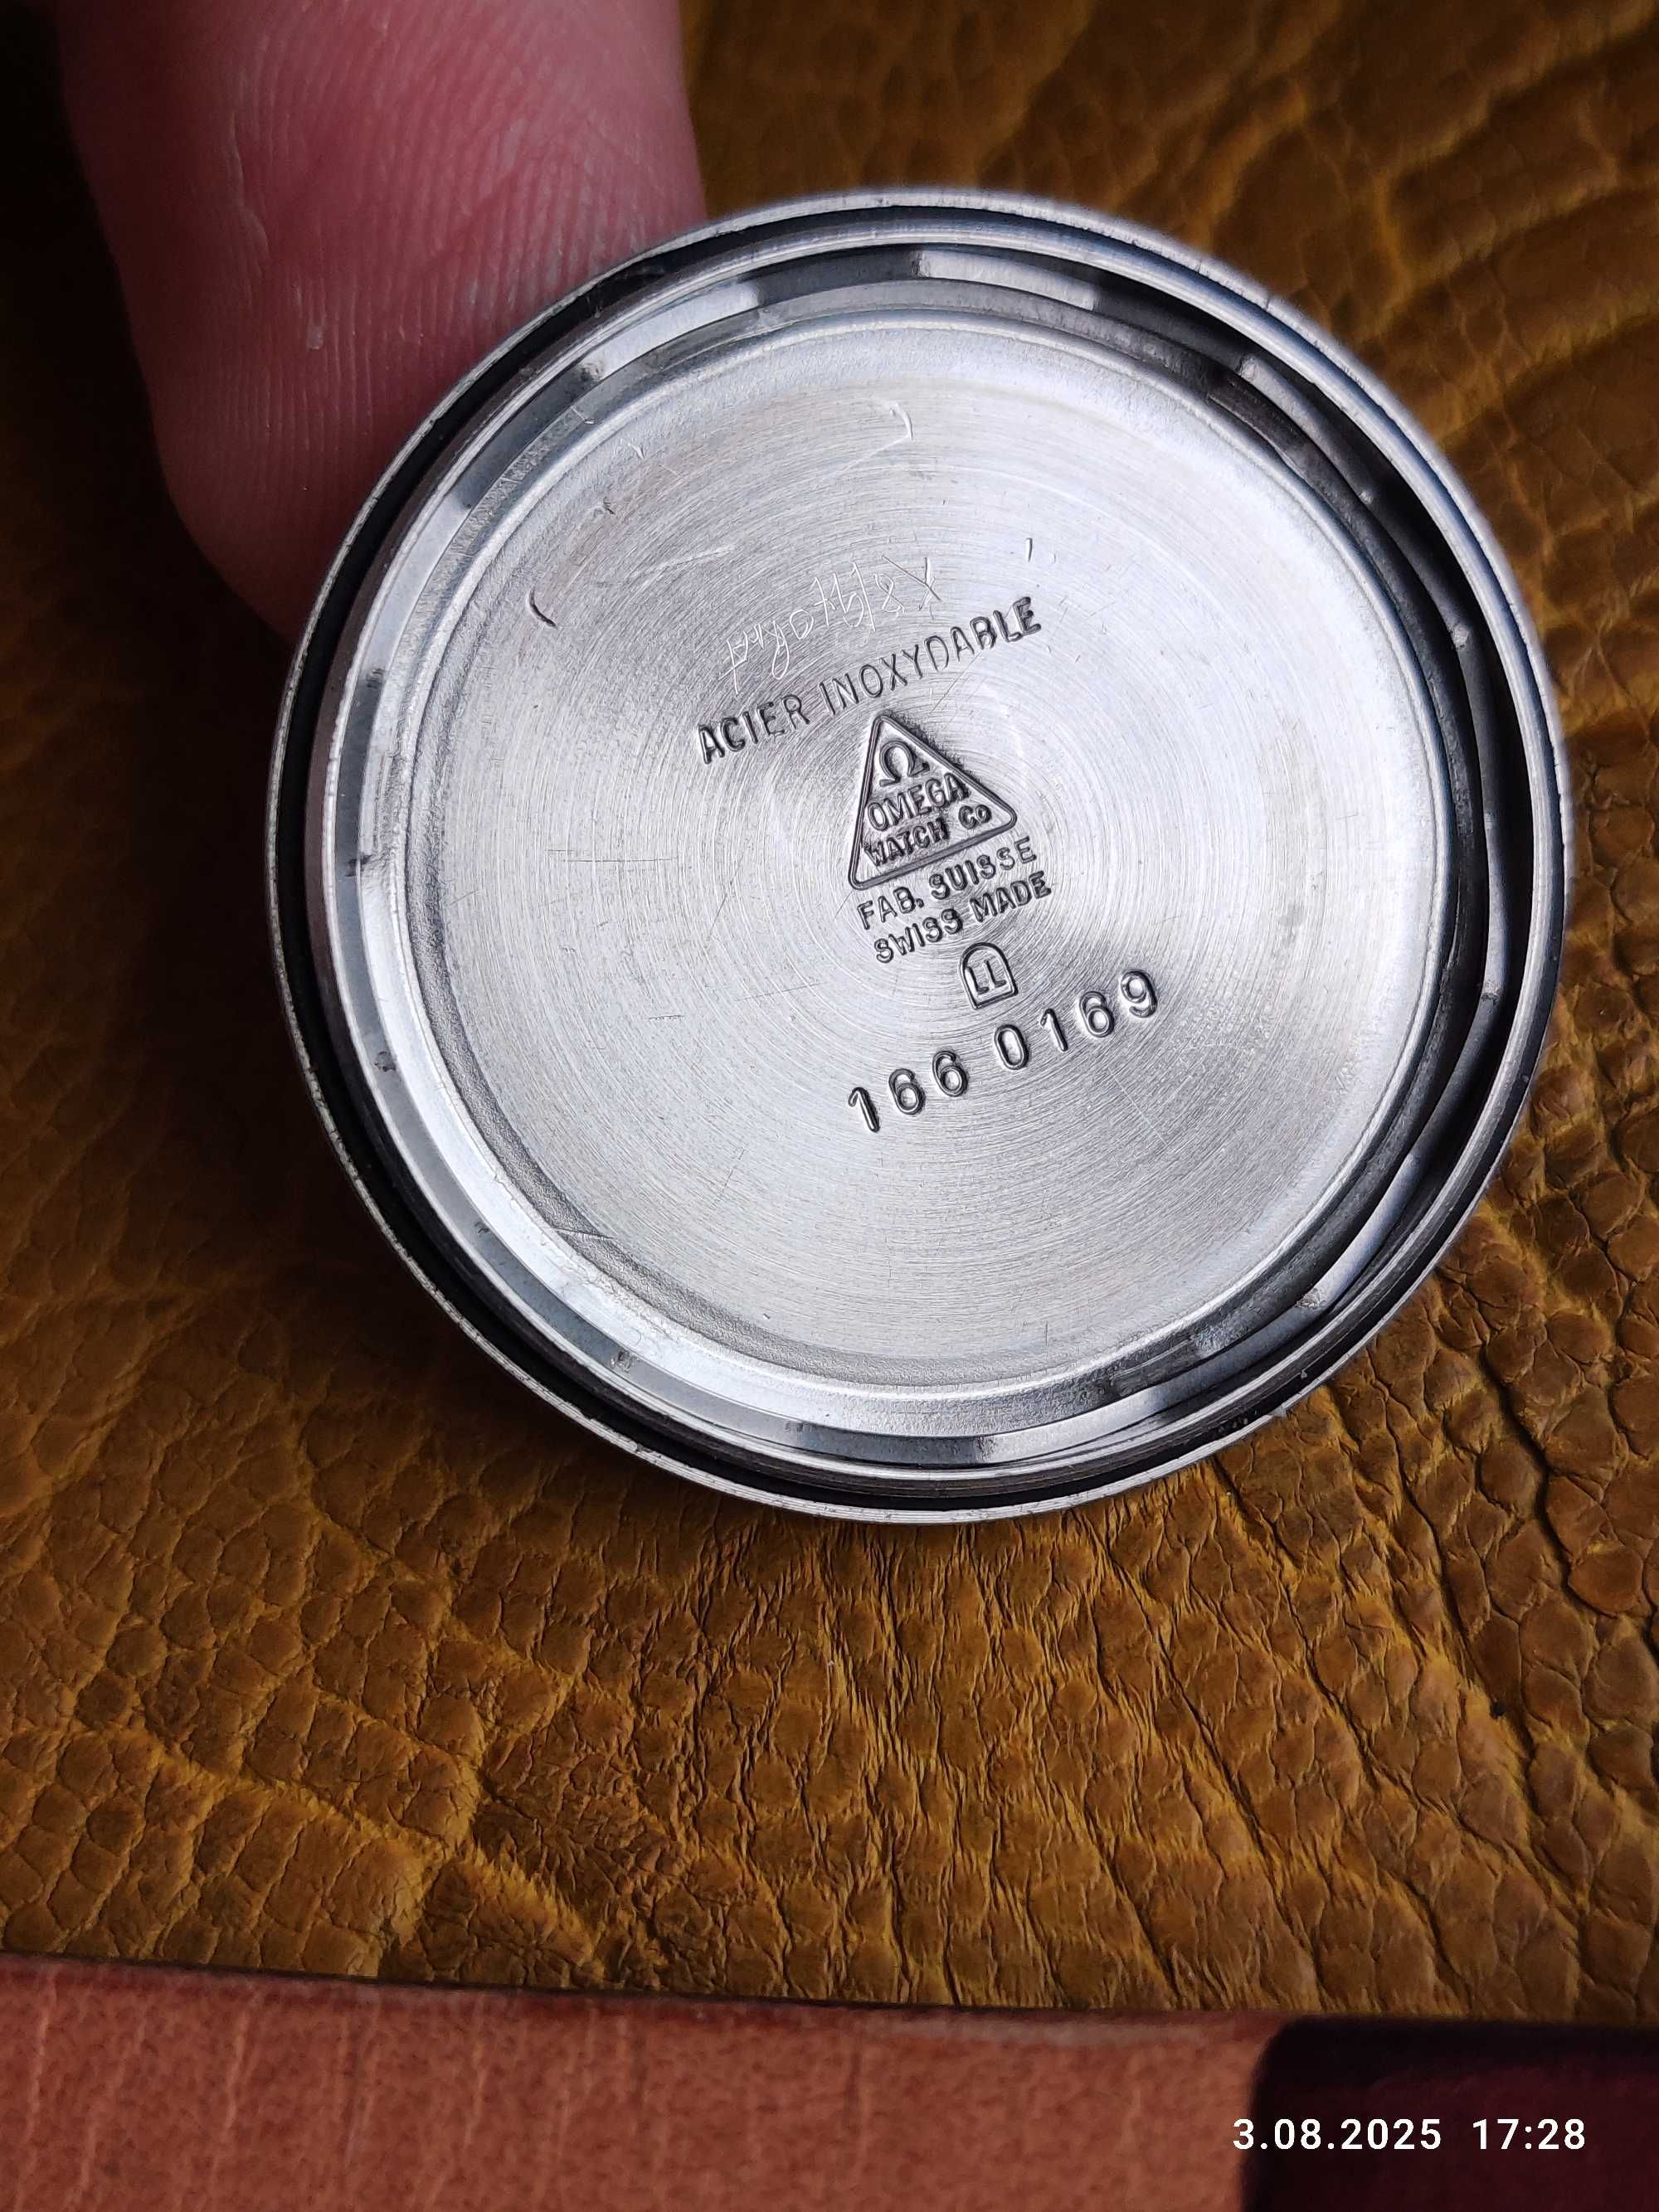 ACIER INOXYDABLE
Ω
OMEGA
WATCH Co
FAB. SUISSE
SWISS MADE
LL
166 0169
3.08.2025 17:28